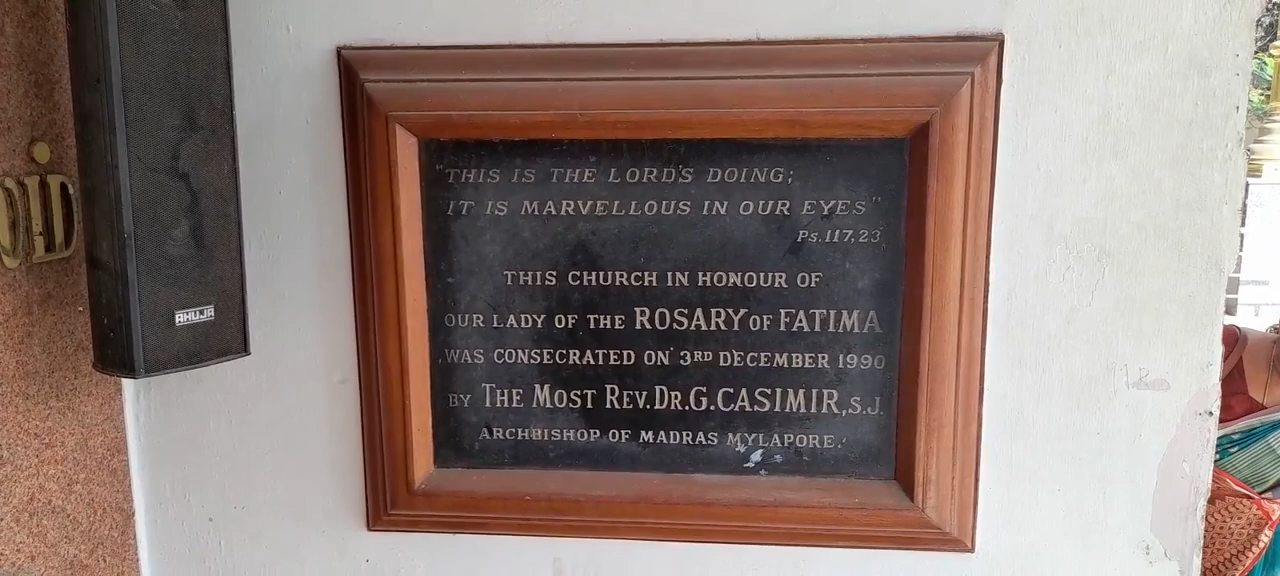 "THIS IS THE LORD'S DOING;
IT IS MARVELLOUS IN OUR EYES"
Ps.117,23
THIS CHURCH IN HONOUR OF
OUR LADY OF THE ROSARY OF FATIMA
WAS CONSECRATED ON 3RD DECEMBER 1990
BY THE MOST REV. DR. G. CASIMIR, S.J.
ARCHBISHOP OF MADRAS MYLAPORE.
AHUJA